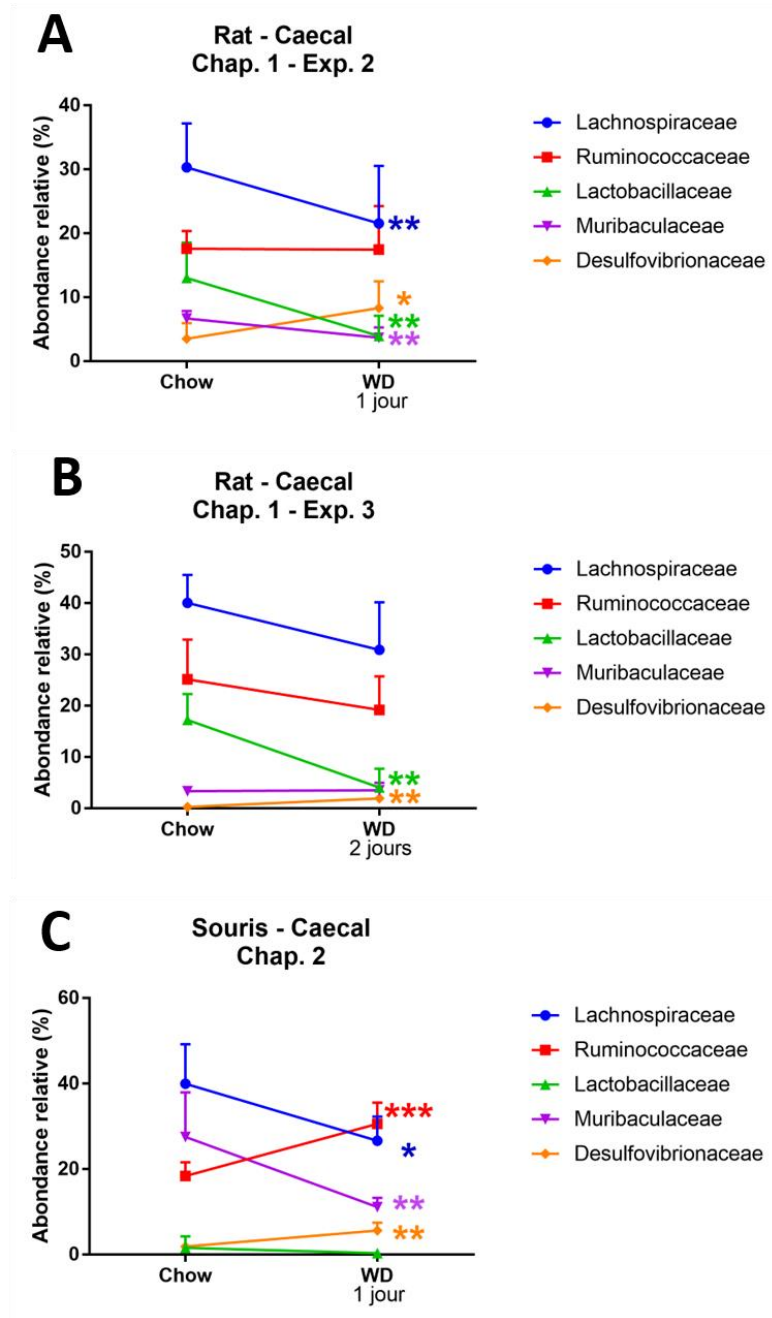 A
Rat - Caecal
Chap. 1 - Exp. 2
Abondance relative (%)
40
30
20
10
0
**
*
**
**
Chow
WD
1 jour
Lachnospiraceae
Ruminococcaceae
Lactobacillaceae
Muribaculaceae
Desulfovibrionaceae
B
Rat - Caecal
Chap. 1 - Exp. 3
Abondance relative (%)
50
40
30
20
10
0
**
**
Chow
WD
2 jours
Lachnospiraceae
Ruminococcaceae
Lactobacillaceae
Muribaculaceae
Desulfovibrionaceae
C
Souris - Caecal
Chap. 2
Abondance relative (%)
60
40
20
0
***
*
**
**
Chow
WD
1 jour
Lachnospiraceae
Ruminococcaceae
Lactobacillaceae
Muribaculaceae
Desulfovibrionaceae